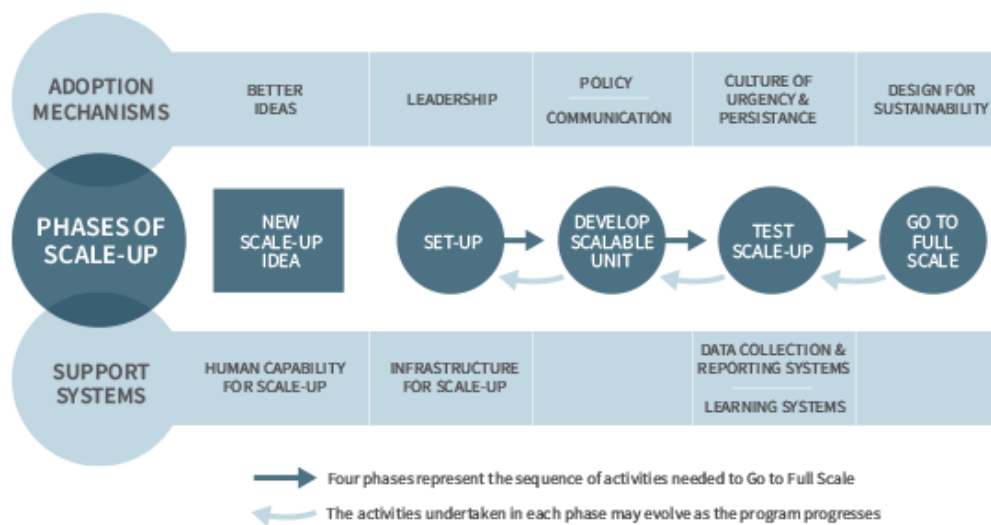 ADOPTION
MECHANISMS
BETTER
IDEAS
LEADERSHIP
POLICY
COMMUNICATION
CULTURE OF
URGENCY &
PERSISTANCE
DESIGN FOR
SUSTAINABILITY
PHASES OF
SCALE-UP
NEW
SCALE-UP
IDEA
SET-UP
DEVELOP
SCALABLE
UNIT
TEST
SCALE-UP
GO TO
FULL
SCALE
SUPPORT
SYSTEMS
HUMAN CAPABILITY
FOR SCALE-UP
INFRASTRUCTURE
FOR SCALE-UP
DATA COLLECTION &
REPORTING SYSTEMS
LEARNING SYSTEMS
Four phases represent the sequence of activities needed to Go to Full Scale
The activities undertaken in each phase may evolve as the program progresses